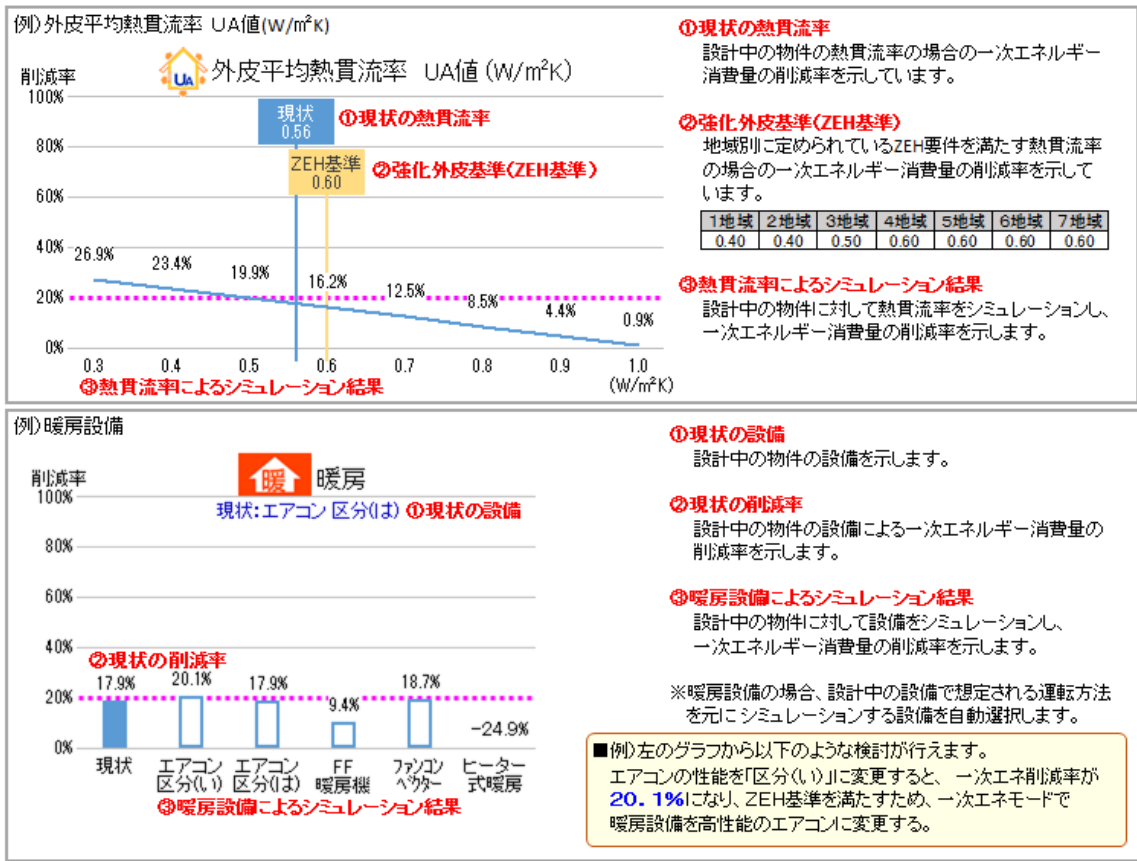 例)外皮平均熱貫流率 UA値(W/m²K)
UA
外皮平均熱貫流率 UA値 (W/m²K)
削減率
100%
80%
60%
40%
20%
0%
現状
0.56
①現状の熱貫流率
ZEH基準
0.60
②強化外皮基準(ZEH基準)
26.9%
23.4%
19.9%
16.2%
12.5%
8.5%
4.4%
0.9%
0.3 0.4 0.5 0.6 0.7 0.8 0.9 1.0
(W/m²K)
③熱貫流率によるシミュレーション結果
①現状の熱貫流率
設計中の物件の熱貫流率の場合の一次エネルギー
消費量の削減率を示しています。
②強化外皮基準(ZEH基準)
地域別に定められているZEH要件を満たす熱貫流率
の場合の一次エネルギー消費量の削減率を示して
います。
1地域 2地域 3地域 4地域 5地域 6地域 7地域
0.40 0.40 0.50 0.60 0.60 0.60 0.60
③熱貫流率によるシミュレーション結果
設計中の物件に対して熱貫流率をシミュレーションし、
一次エネルギー消費量の削減率を示します。
例)暖房設備
暖
暖房
削減率
現状:エアコン 区分(は) ①現状の設備
100%
80%
60%
40%
20%
0%
②現状の削減率
17.9%
20.1%
17.9%
9.4%
18.7%
-24.9%
現状
エアコン
区分(い)
エアコン
区分(は)
FF
暖房機
ファンコン
ベクター
ヒーター
式暖房
③暖房設備によるシミュレーション結果
①現状の設備
設計中の物件の設備を示します。
②現状の削減率
設計中の物件の設備による一次エネルギー消費量の
削減率を示します。
③暖房設備によるシミュレーション結果
設計中の物件に対して設備をシミュレーションし、
一次エネルギー消費量の削減率を示します。
※暖房設備の場合、設計中の設備で想定される運転方法
を元にシミュレーションする設備を自動選択します。
■例)左のグラフから以下のような検討が行えます。
エアコンの性能を「区分(い)」に変更すると、一次エネ削減率が
20.1%になり、ZEH基準を満たすため、一次エネモードで
暖房設備を高性能のエアコンに変更する。